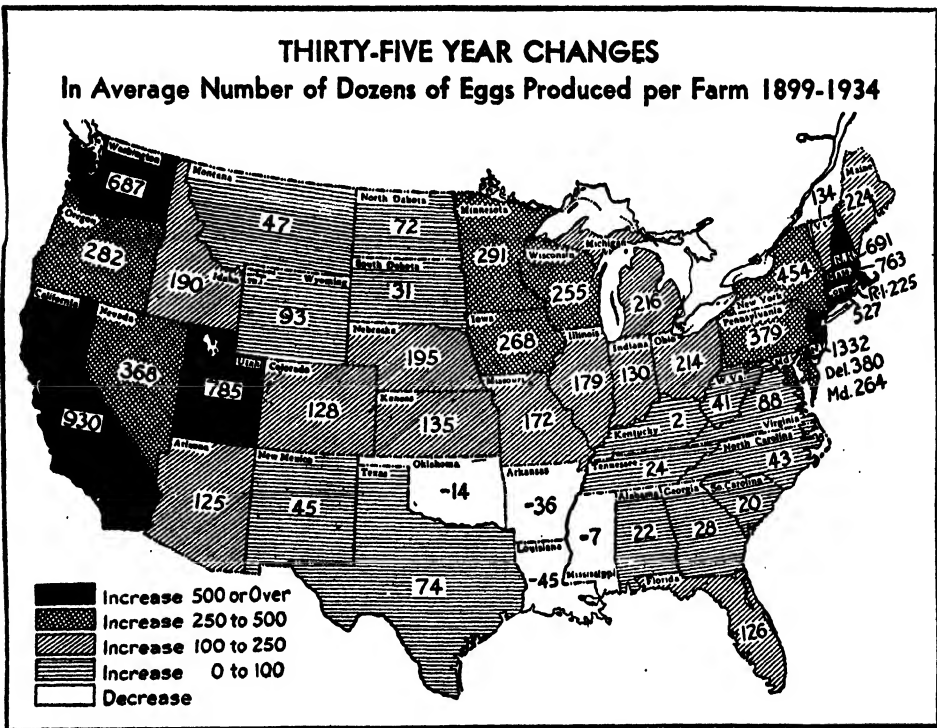 THIRTY-FIVE YEAR CHANGES
In Average Number of Dozens of Eggs Produced per Farm 1899-1934
Washington
687
Oregon
282
California
930
Nevada
368
Idaho
190
Montana
47
Wyoming
93
Utah
785
Colorado
128
Arizona
125
New Mexico
45
North Dakota
72
South Dakota
31
Nebraska
195
Kansas
135
Oklahoma
-14
Texas
74
Minnesota
291
Iowa
268
Missouri
172
Arkansas
-36
Louisiana
-45
Wisconsin
255
Illinois
179
Michigan
216
Indiana
130
Ohio
214
Kentucky
2
Tennessee
24
Mississippi
-7
Alabama
22
Georgia
28
Florida
126
So. Carolina
20
North Carolina
43
Virginia
88
W. Va.
41
Pennsylvania
379
New York
454
134
Vt.
Maine
224
N.H.
691
763
R.I. 225
527
N.J.
1332
Del. 380
Md. 264
Increase 500 or Over
Increase 250 to 500
Increase 100 to 250
Increase 0 to 100
Decrease